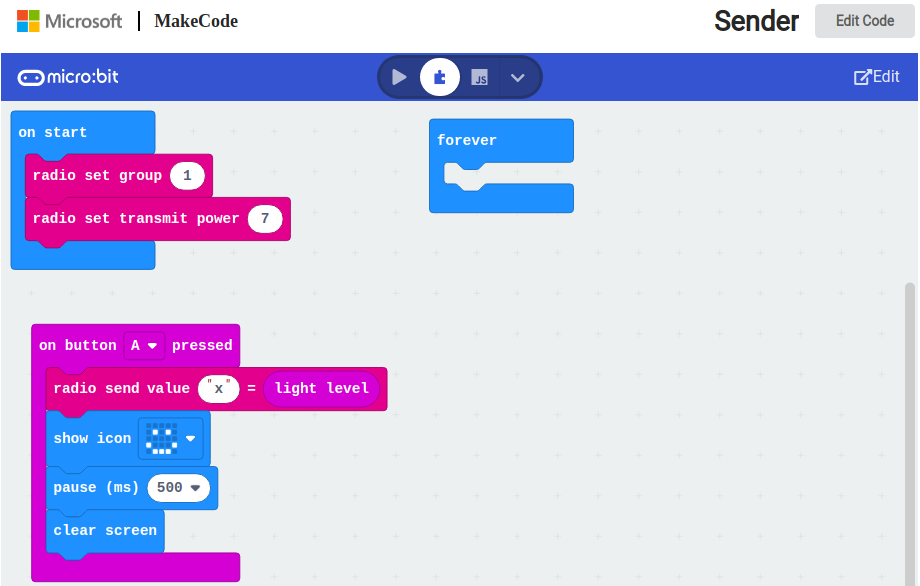 Microsoft | MakeCode
Sender
Edit Code
micro:bit
JS
Edit
on start
radio set group 1
radio set transmit power 7
forever
on button A pressed
radio send value "x" = light level
show icon
pause (ms) 500
clear screen